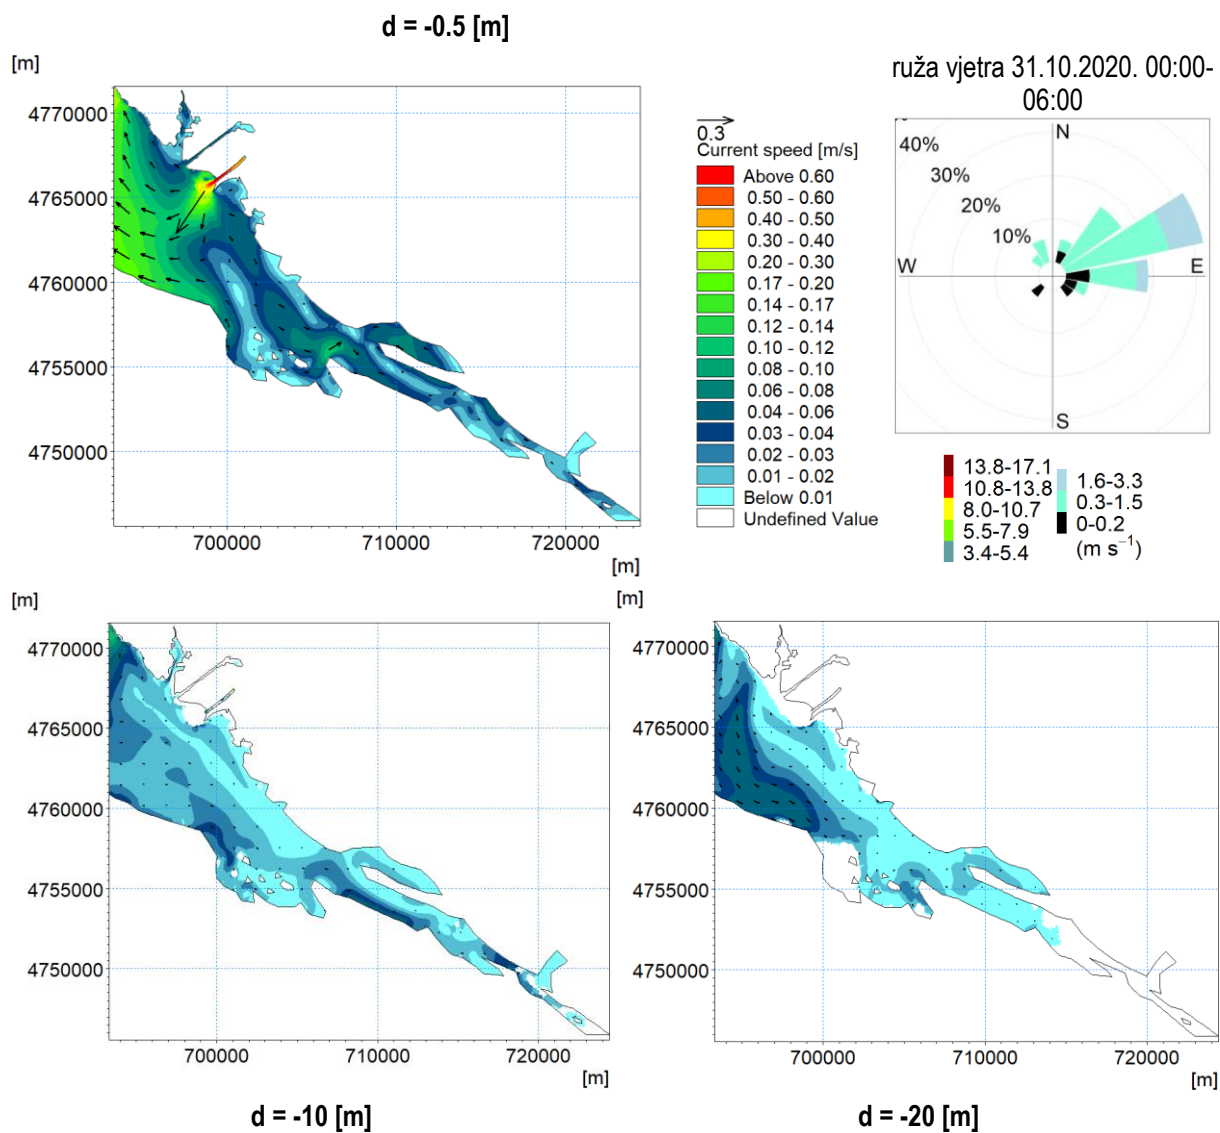 d = -0.5 [m]
[m]
4770000
4765000
4760000
4755000
4750000
700000
710000
720000
[m]
0.3
Current speed [m/s]
Above 0.60
0.50 - 0.60
0.40 - 0.50
0.30 - 0.40
0.20 - 0.30
0.17 - 0.20
0.14 - 0.17
0.12 - 0.14
0.10 - 0.12
0.08 - 0.10
0.06 - 0.08
0.04 - 0.06
0.03 - 0.04
0.02 - 0.03
0.01 - 0.02
Below 0.01
Undefined Value
ruža vjetra 31.10.2020. 00:00-
06:00
N
40%
30%
20%
10%
W
E
S
13.8-17.1
10.8-13.8
8.0-10.7
5.5-7.9
3.4-5.4
1.6-3.3
0.3-1.5
0-0.2
(m s⁻¹)
[m]
4770000
4765000
4760000
4755000
4750000
700000
710000
720000
[m]
d = -10 [m]
[m]
4770000
4765000
4760000
4755000
4750000
700000
710000
720000
[m]
d = -20 [m]